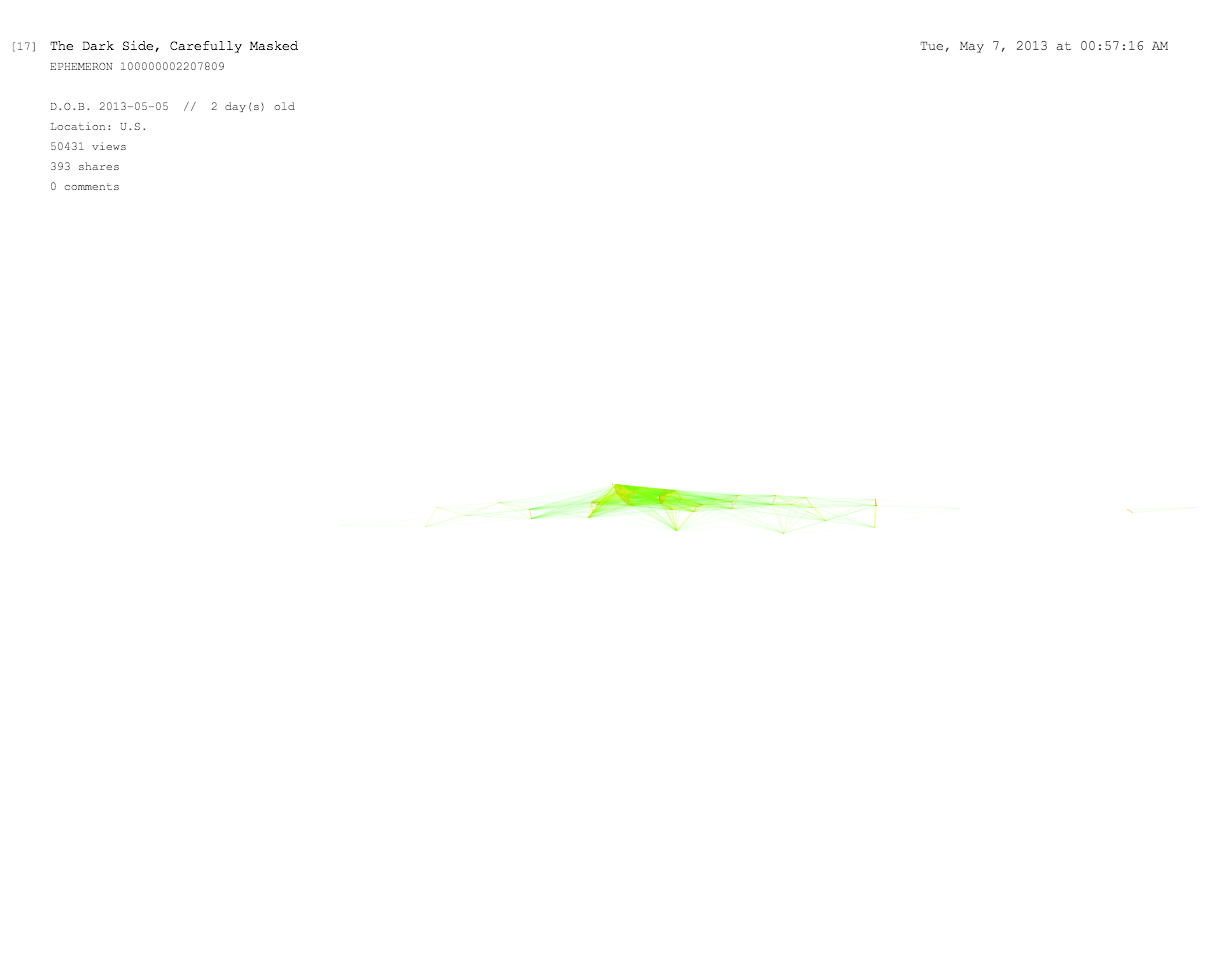 [17] The Dark Side, Carefully Masked
Tue, May 7, 2013 at 00:57:16 AM
EPHEMERON 100000002207809
D.O.B. 2013-05-05 // 2 day(s) old
Location: U.S.
50431 views
393 shares
0 comments